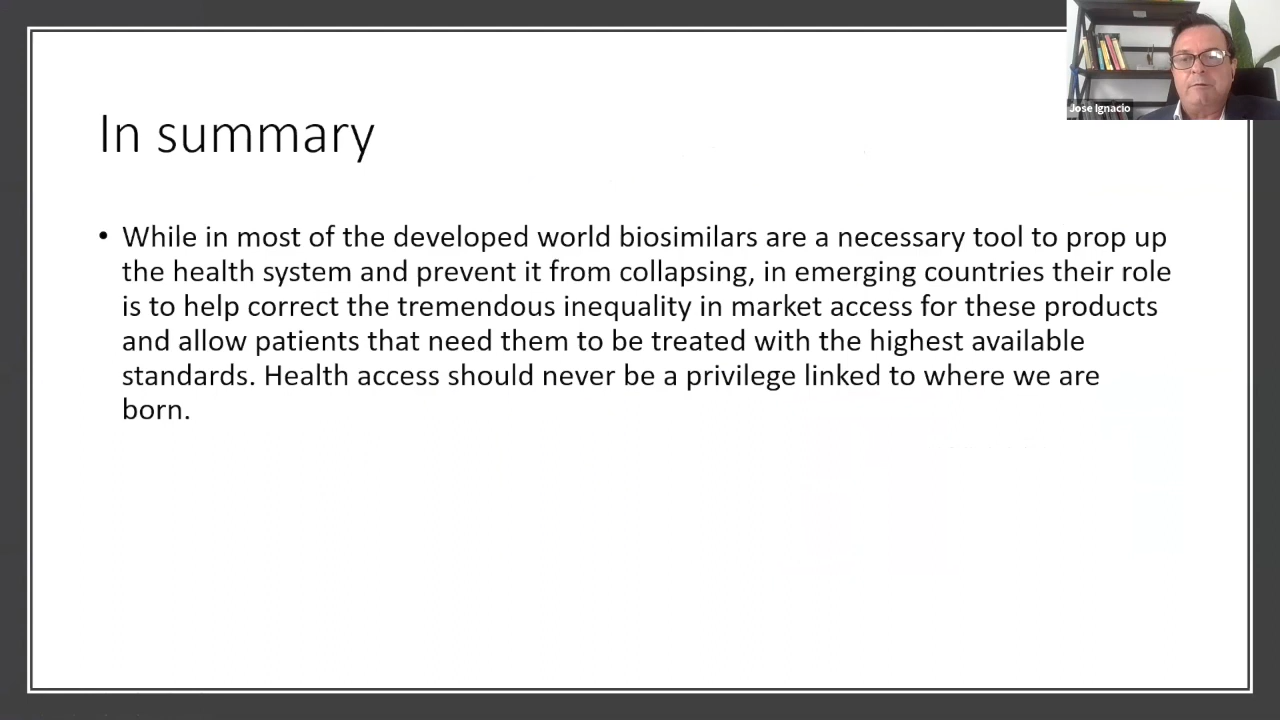 Jose Ignacio
In summary
• While in most of the developed world biosimilars are a necessary tool to prop up
the health system and prevent it from collapsing, in emerging countries their role
is to help correct the tremendous inequality in market access for these products
and allow patients that need them to be treated with the highest available
standards. Health access should never be a privilege linked to where we are
born.